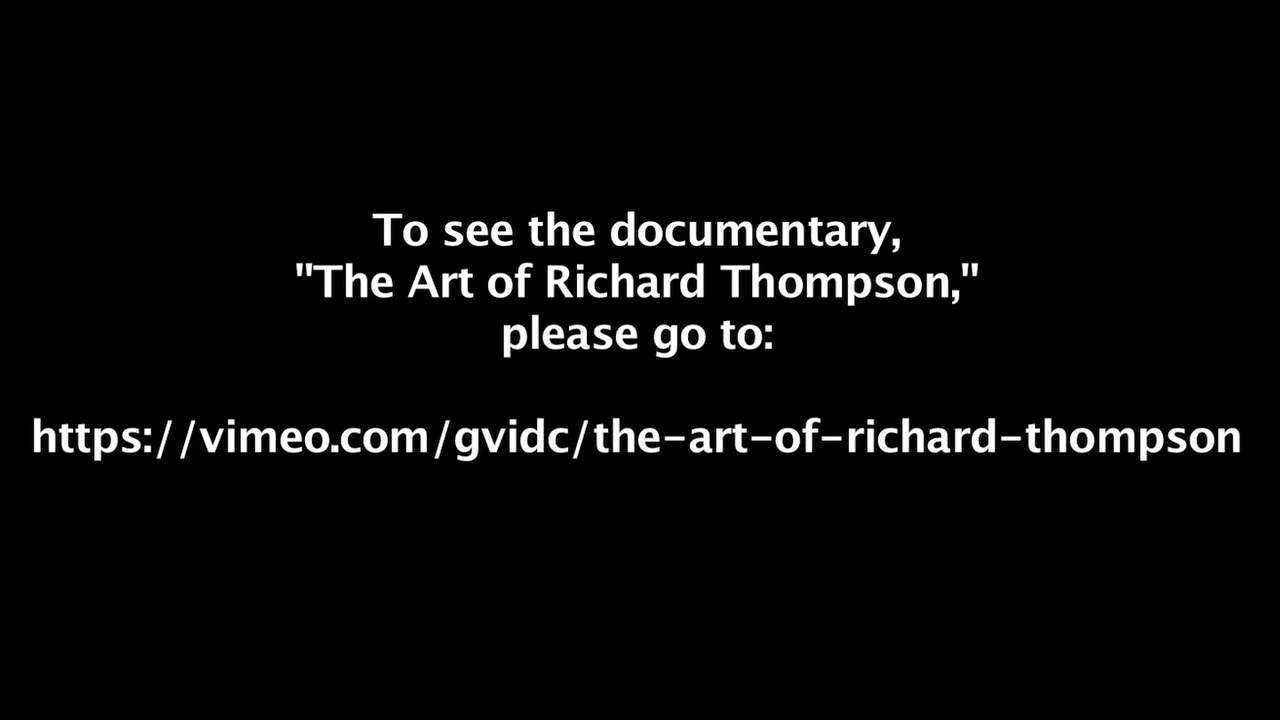 To see the documentary,
"The Art of Richard Thompson,"
please go to:
https://vimeo.com/gvidc/the-art-of-richard-thompson